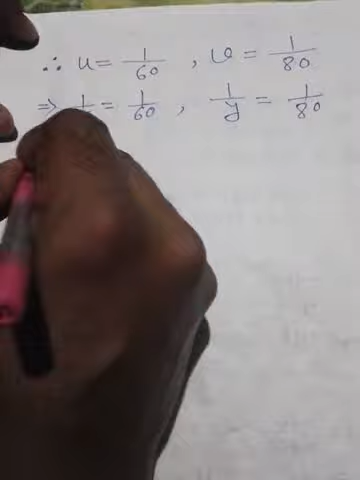 ∴ u = 1/60 , v = 1/80
⇒ 1/ = 1/60 , 1/y = 1/80